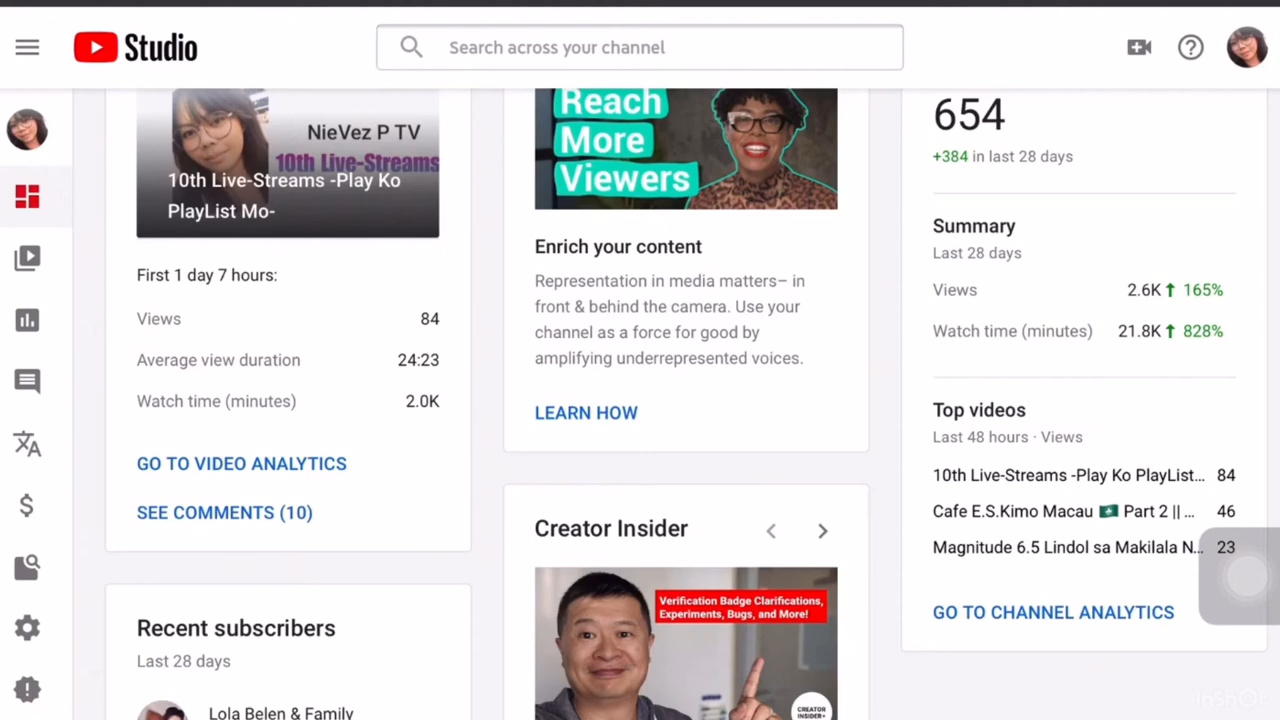 Studio
Search across your channel
NieVez P TV
10th Live-Streams
10th Live-Streams -Play Ko
PlayList Mo-
First 1 day 7 hours:
Views 84
Average view duration 24:23
Watch time (minutes) 2.0K
GO TO VIDEO ANALYTICS
SEE COMMENTS (10)
Recent subscribers
Last 28 days
Lola Belen & Family
Reach
More
Viewers
Enrich your content
Representation in media matters– in
front & behind the camera. Use your
channel as a force for good by
amplifying underrepresented voices.
LEARN HOW
Creator Insider
Verification Badge Clarifications,
Experiments, Bugs, and More!
CREATOR
INSIDER
654
+384 in last 28 days
Summary
Last 28 days
Views 2.6K 165%
Watch time (minutes) 21.8K 828%
Top videos
Last 48 hours · Views
10th Live-Streams -Play Ko PlayList... 84
Cafe E.S.Kimo Macau 🇲🇴 Part 2 || ... 46
Magnitude 6.5 Lindol sa Makilala N... 23
GO TO CHANNEL ANALYTICS
InShOt